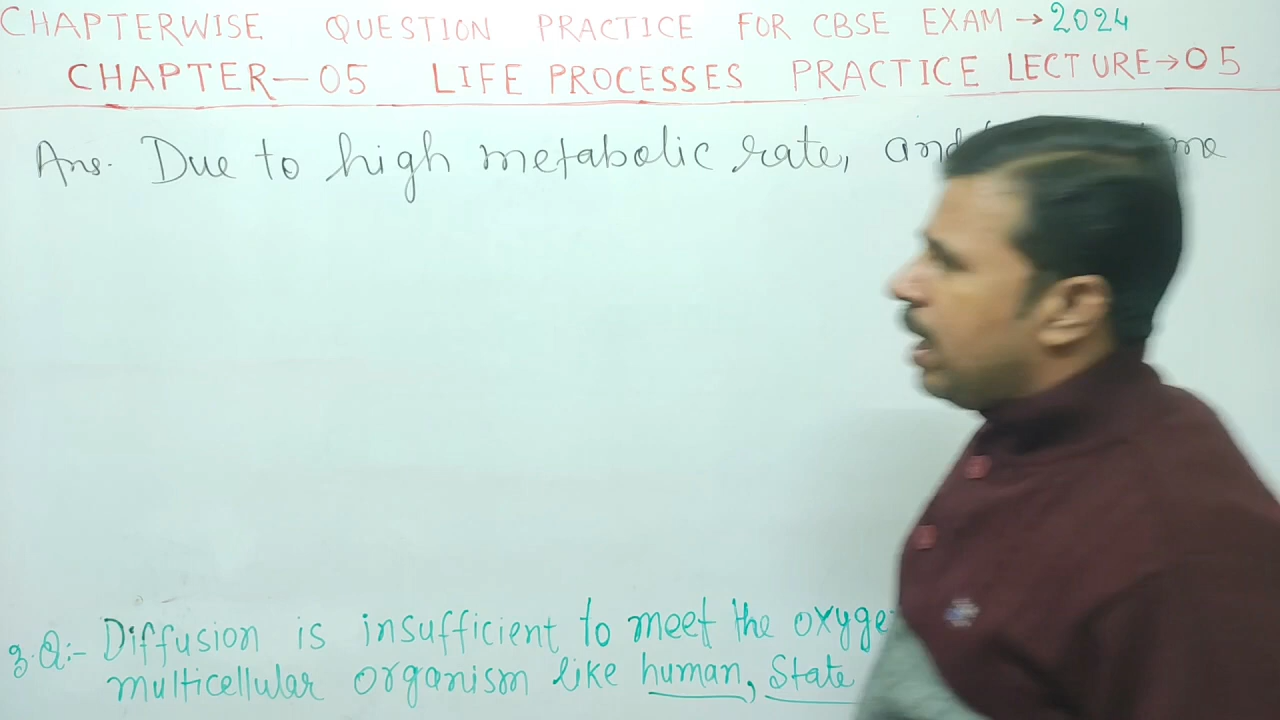 CHAPTERWISE QUESTION PRACTICE FOR CBSE EXAM → 2024
CHAPTER-05 LIFE PROCESSES PRACTICE LECTURE→05
Ans. Due to high metabolic rate, and
3.Q:- Diffusion is insufficient to meet the
multicellular organism like human, State